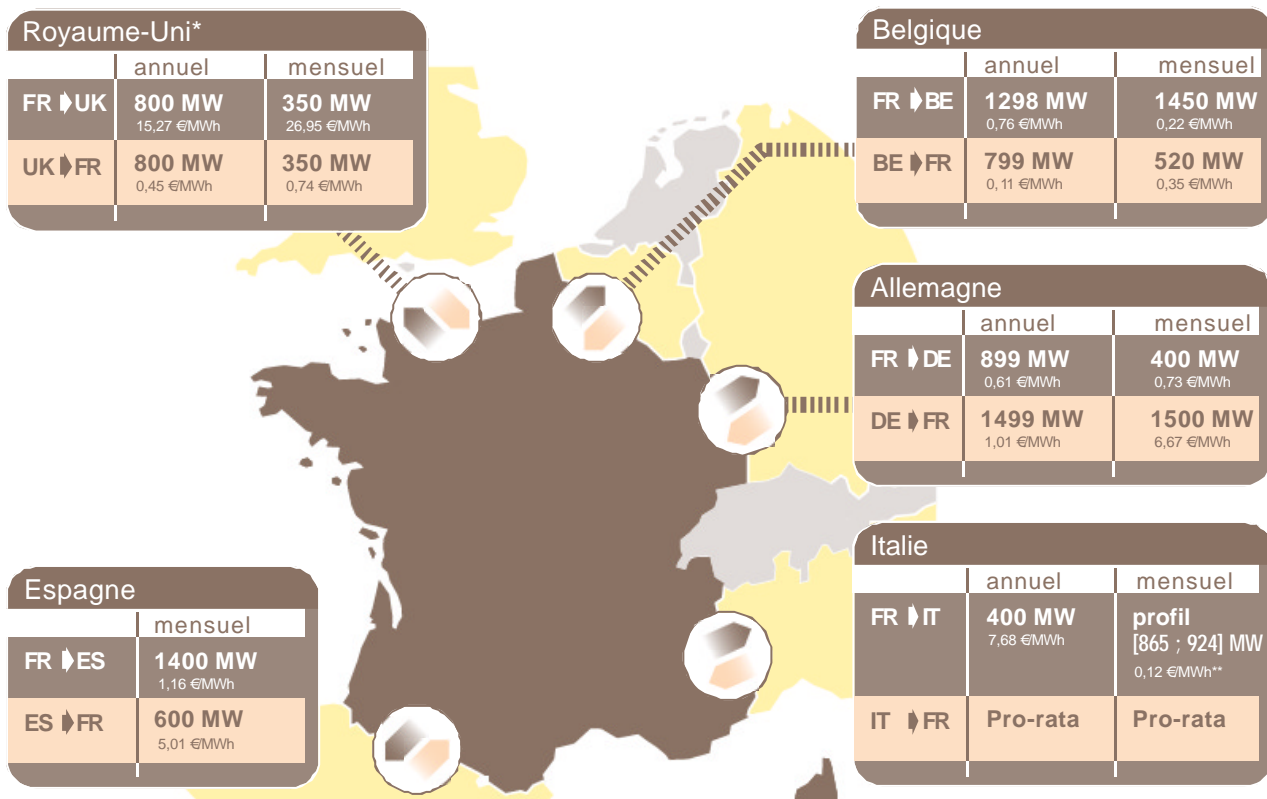 Royaume-Uni*
annuel mensuel
FR UK 800 MW 350 MW
15,27 €/MWh 26,95 €/MWh
UK FR 800 MW 350 MW
0,45 €/MWh 0,74 €/MWh
Belgique
annuel mensuel
FR BE 1298 MW 1450 MW
0,76 €/MWh 0,22 €/MWh
BE FR 799 MW 520 MW
0,11 €/MWh 0,35 €/MWh
Allemagne
annuel mensuel
FR DE 899 MW 400 MW
0,61 €/MWh 0,73 €/MWh
DE FR 1499 MW 1500 MW
1,01 €/MWh 6,67 €/MWh
Espagne
mensuel
FR ES 1400 MW
1,16 €/MWh
ES FR 600 MW
5,01 €/MWh
Italie
annuel mensuel
FR IT 400 MW profil
7,68 €/MWh [865 ; 924] MW
0,12 €/MWh**
IT FR Pro-rata Pro-rata